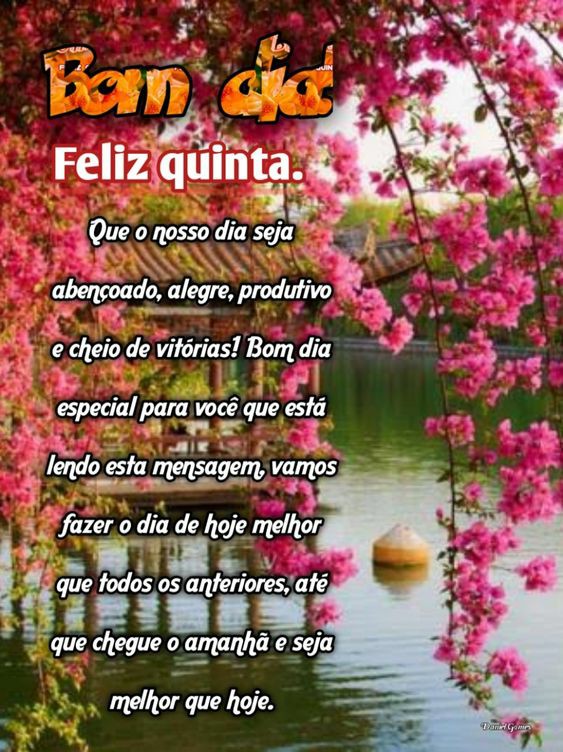 Bom dia
Feliz quinta.
Que o nosso dia seja
abençoado, alegre, produtivo
e cheio de vitórias! Bom dia
especial para você que está
lendo esta mensagem, vamos
fazer o dia de hoje melhor
que todos os anteriores, até
que chegue o amanhã e seja
melhor que hoje.
Daniel Gomes